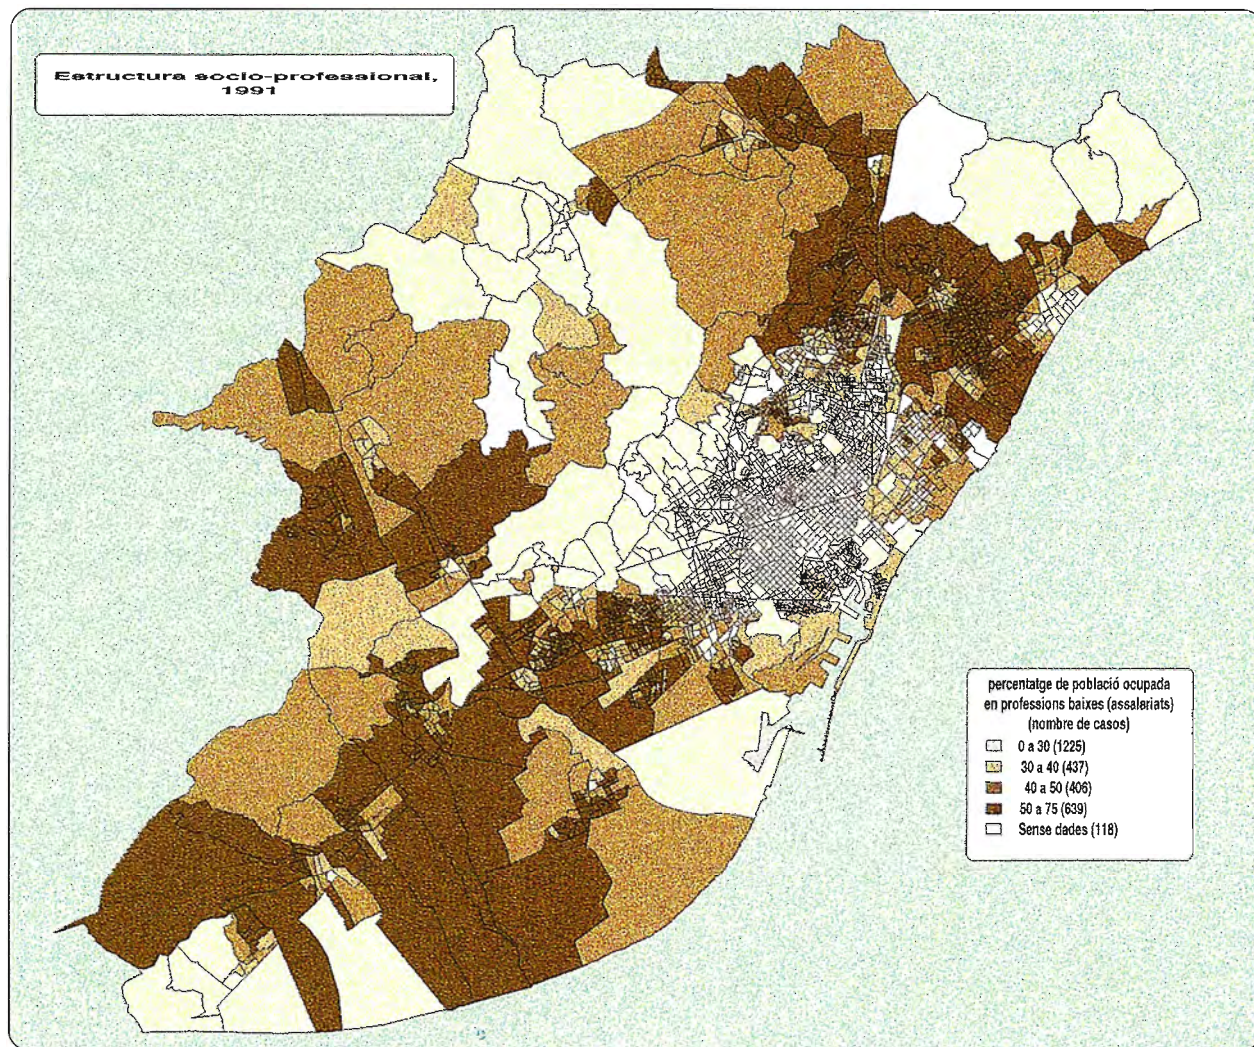 Estructura socio-professional,
1991
percentatge de població ocupada
en professions baixes (assalariats)
(nombre de casos)
0 a 30 (1225)
30 a 40 (437)
40 a 50 (406)
50 a 75 (639)
Sense dades (118)